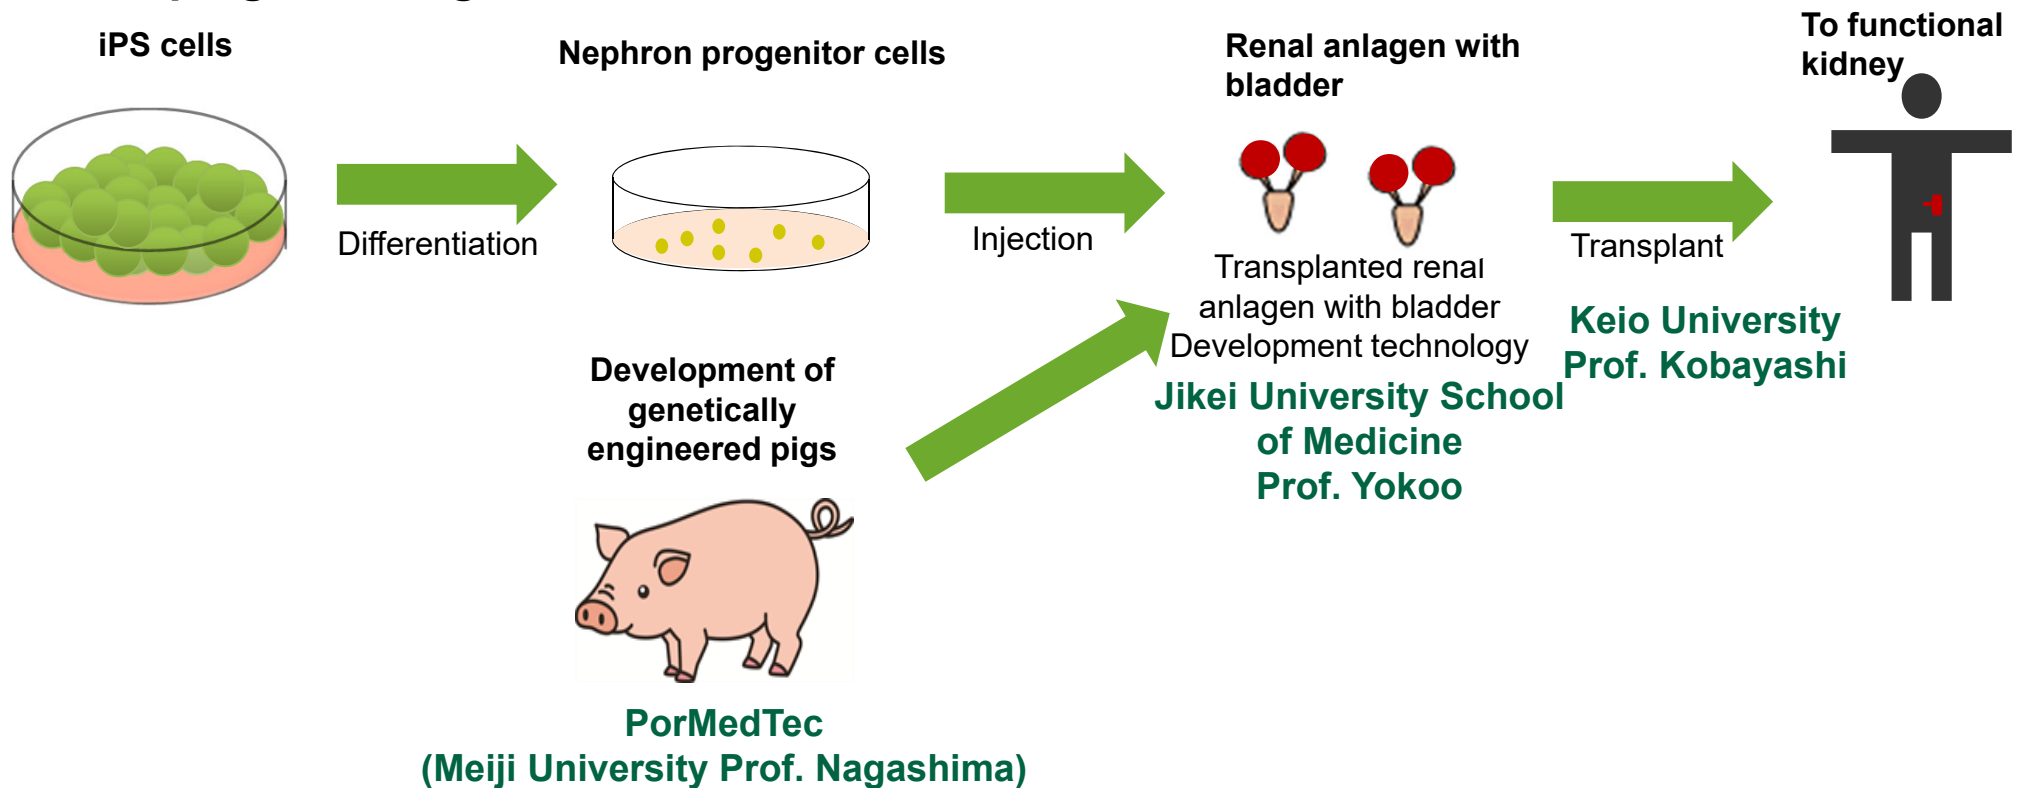 iPS cells
Nephron progenitor cells
Renal anlagen with
bladder
To functional
kidney
Differentiation
Injection
Transplant
Transplanted renal
anlagen with bladder
Development technology
Jikei University School
of Medicine
Prof. Yokoo
Keio University
Prof. Kobayashi
Development of
genetically
engineered pigs
PorMedTec
(Meiji University Prof. Nagashima)